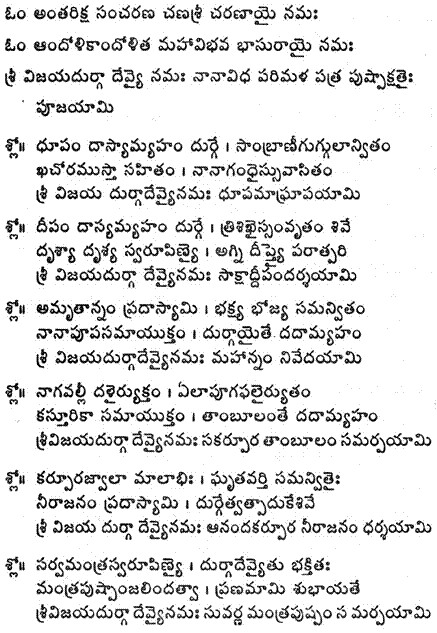 ఓం అంతరిక్ష సంచరణ చణశ్రీ చరణాయై నమః
ఓం ఆందోళికాందోళిత మహావిభవ భాసురాయై నమః
శ్రీ విజయదుర్గా దేవ్యై నమః నానావిధ పరిమళ పత్ర పుష్పాక్షతైః
పూజయామి
శ్లో॥ ధూపం దాస్యామ్యహం దుర్గే । సాంబ్రాణీగుగ్గులాన్వితం
ఖచోరముస్తా సహితం । నానాగంధైస్సువాసితం
శ్రీ విజయ దుర్గాదేవ్యైనమః ధూపమాఘ్రాపయామి
శ్లో॥ దీపం దాస్యమ్యహం దుర్గే । త్రిశిఖైస్సంవృతం శివే
దృశ్యా దృశ్య స్వరూపిణ్యై । అగ్ని దీప్త్యై పరాత్పరి
శ్రీ విజయదుర్గా దేవ్యైనమః సాక్షాద్దీపందర్శయామి
శ్లో॥ అమృతాన్నం ప్రదాస్యామి । భక్ష్య భోజ్య సమన్వితం
నానాపూపసమాయుక్తం । దుర్గాయైతే దదామ్యహం
శ్రీ విజయదుర్గాదేవ్యైనమః మహాన్నం నివేదయామి
శ్లో॥ నాగవల్లీ దళైర్యుక్తం । ఏలాపూగఫలైర్యుతం
కస్తూరికా సమాయుక్తం । తాంబూలంతే దదామ్యహం
శ్రీవిజయదుర్గాదేవ్యైనమః సకర్పూర తాంబూలం సమర్పయామి
శ్లో॥ కర్పూరజ్వాలా మాలాభిః । ఘృతవర్తి సమన్వితైః
నీరాజనం ప్రదాస్యామి । దుర్గేత్వత్పాదుకేశివే
శ్రీ విజయ దుర్గా దేవ్యైనమః ఆనందకర్పూర నీరాజనం ధర్శయామి
శ్లో॥ సర్వమంత్రస్వరూపిణ్యై । దుర్గాదేవ్యైతు భక్తితః
మంత్రపుష్పాంజలిందత్వా । ప్రణమామి శుభాయతే
శ్రీవిజయదుర్గా దేవ్యైనమః సువర్ణ మంత్రపుష్పం స మర్పయామి